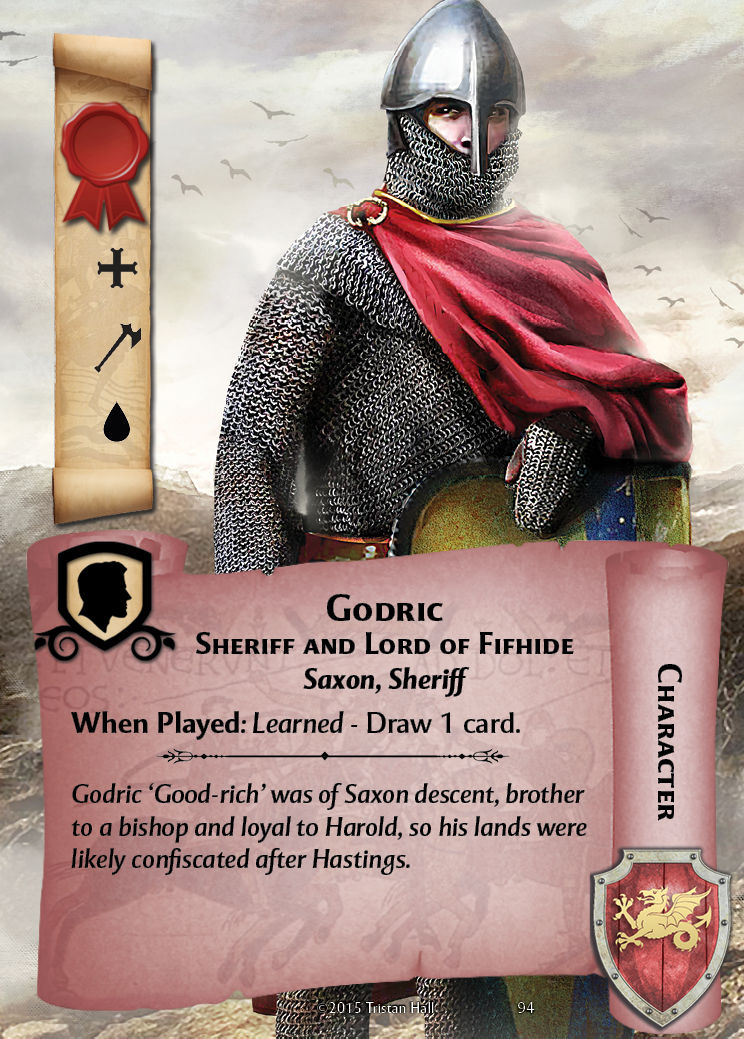 Godric
Sheriff and Lord of Fifhide
Saxon, Sheriff
When Played: Learned - Draw 1 card.
Godric ‘Good-rich’ was of Saxon descent, brother
to a bishop and loyal to Harold, so his lands were
likely confiscated after Hastings.
Character
©2015 Tristan Hall
94